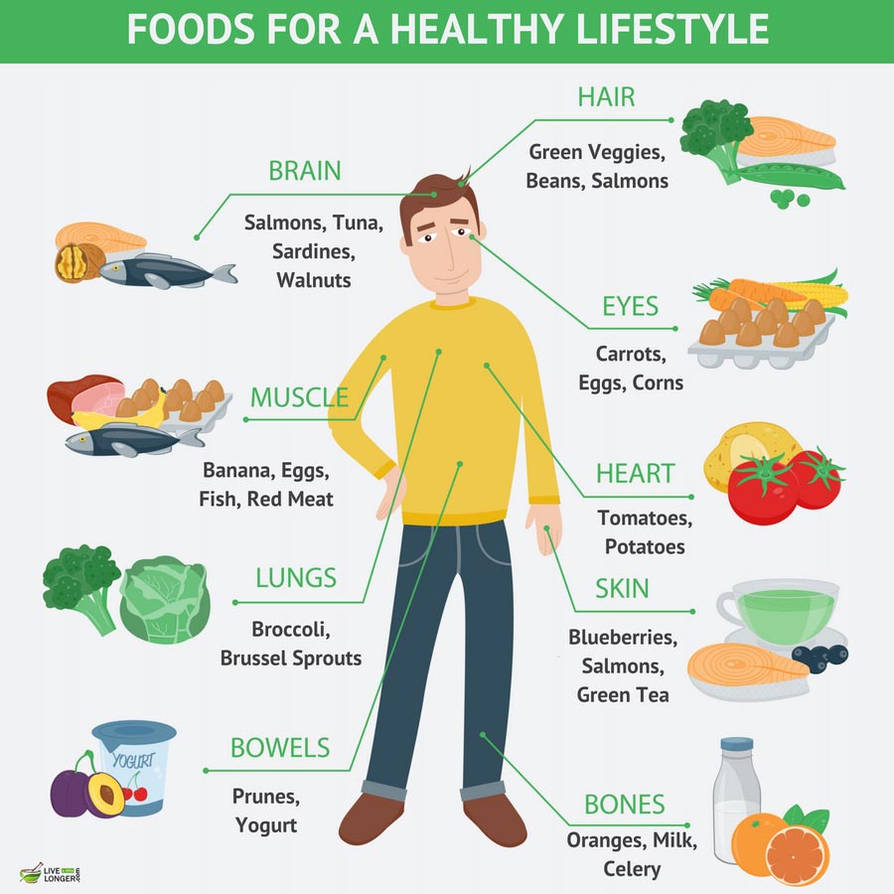 FOODS FOR A HEALTHY LIFESTYLE
HAIR
Green Veggies,
Beans, Salmons
BRAIN
Salmons, Tuna,
Sardines,
Walnuts
EYES
Carrots,
Eggs, Corns
MUSCLE
Banana, Eggs,
Fish, Red Meat
HEART
Tomatoes,
Potatoes
LUNGS
Broccoli,
Brussel Sprouts
SKIN
Blueberries,
Salmons,
Green Tea
BOWELS
Prunes,
Yogurt
YOGURT
BONES
Oranges, Milk,
Celery
LIVE
LONGER